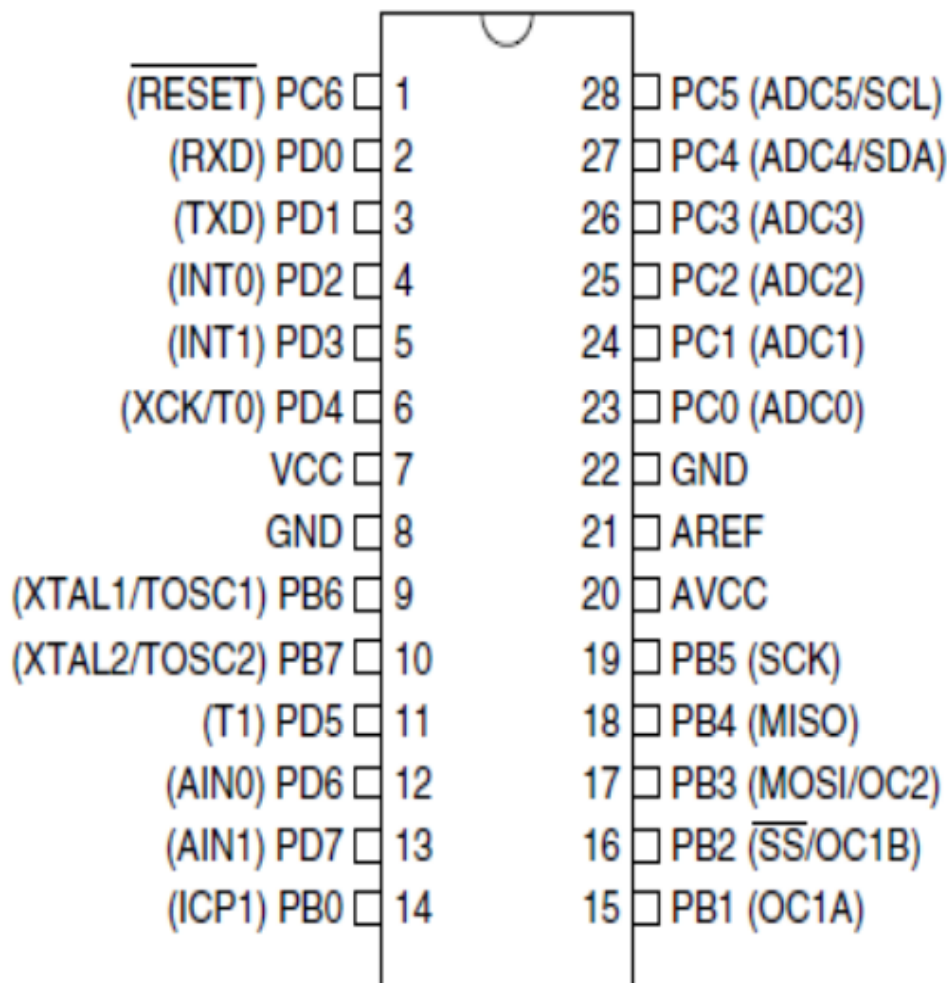 (RESET) PC6 1 28 PC5 (ADC5/SCL)
(RXD) PD0 2 27 PC4 (ADC4/SDA)
(TXD) PD1 3 26 PC3 (ADC3)
(INT0) PD2 4 25 PC2 (ADC2)
(INT1) PD3 5 24 PC1 (ADC1)
(XCK/T0) PD4 6 23 PC0 (ADC0)
VCC 7 22 GND
GND 8 21 AREF
(XTAL1/TOSC1) PB6 9 20 AVCC
(XTAL2/TOSC2) PB7 10 19 PB5 (SCK)
(T1) PD5 11 18 PB4 (MISO)
(AIN0) PD6 12 17 PB3 (MOSI/OC2)
(AIN1) PD7 13 16 PB2 (SS/OC1B)
(ICP1) PB0 14 15 PB1 (OC1A)